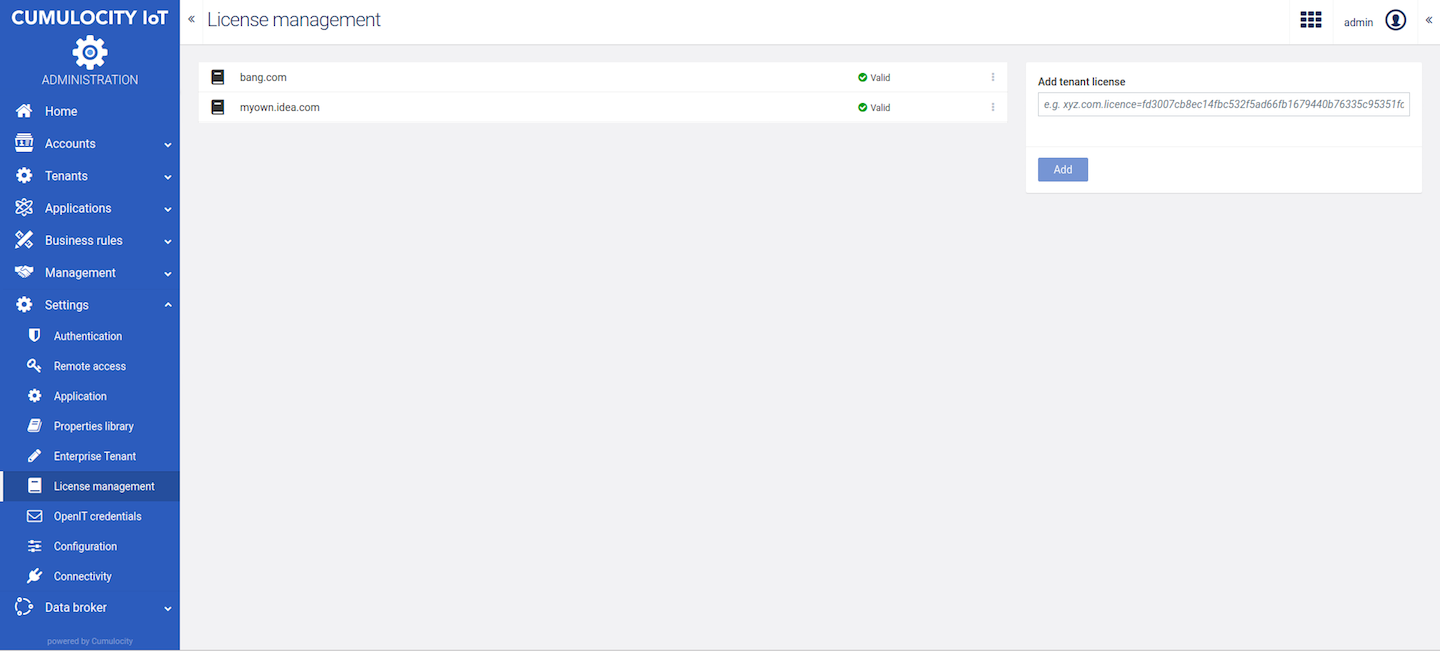 CUMULOCITY IoT
ADMINISTRATION
Home
Accounts
Tenants
Applications
Business rules
Management
Settings
Authentication
Remote access
Application
Properties library
Enterprise Tenant
License management
OpenIT credentials
Configuration
Connectivity
Data broker
powered by Cumulocity
« License management
admin «
bang.com Valid
myown.idea.com Valid
Add tenant license
e.g. xyz.com.licence=fd3007cb8ec14fbc532f5ad66fb1679440b76335c95351fc
Add